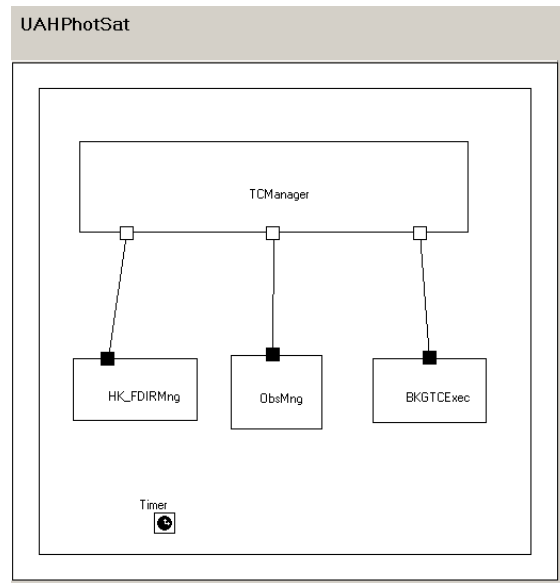 UAHPhotSat
TCManager
HK_FDIRMng
ObsMng
BKGTCExec
Timer